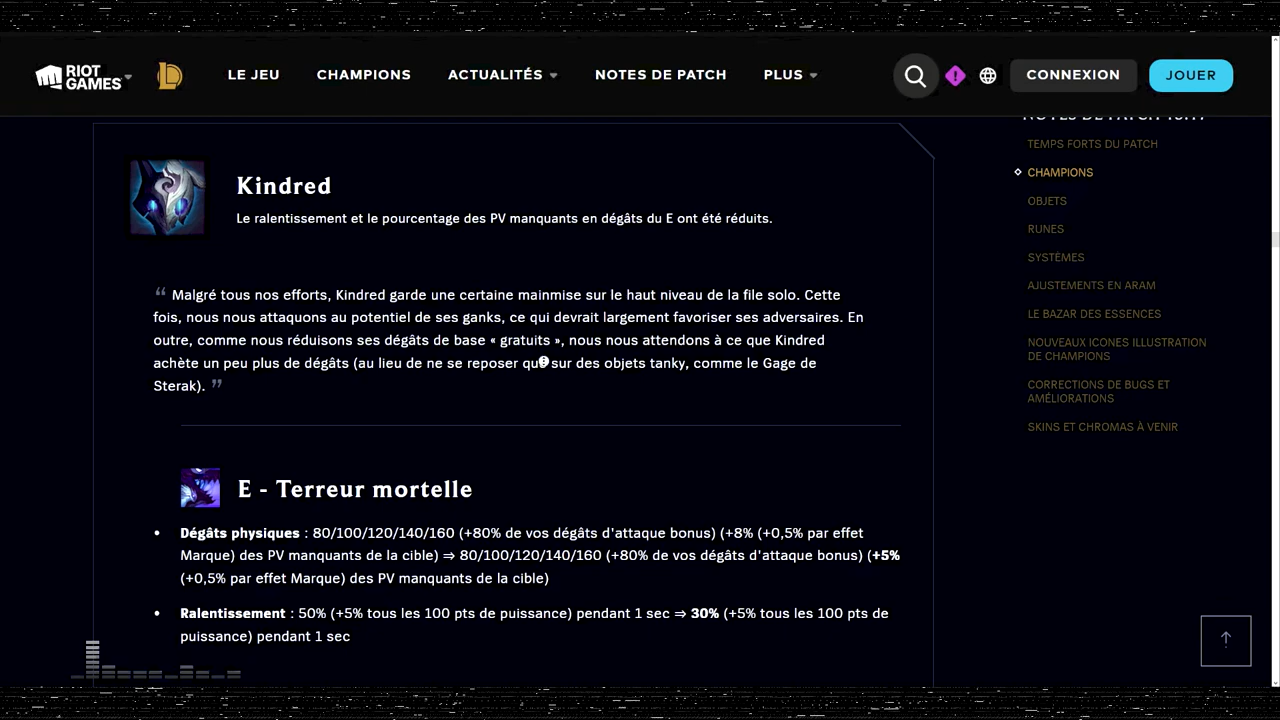 RIOT GAMES
LE JEU
CHAMPIONS
ACTUALITÉS
NOTES DE PATCH
PLUS
CONNEXION
JOUER
Kindred
Le ralentissement et le pourcentage des PV manquants en dégâts du E ont été réduits.
“ Malgré tous nos efforts, Kindred garde une certaine mainmise sur le haut niveau de la file solo. Cette
fois, nous nous attaquons au potentiel de ses ganks, ce qui devrait largement favoriser ses adversaires. En
outre, comme nous réduisons ses dégâts de base « gratuits », nous nous attendons à ce que Kindred
achète un peu plus de dégâts (au lieu de ne se reposer que sur des objets tanky, comme le Gage de
Sterak). ”
E - Terreur mortelle
• Dégâts physiques : 80/100/120/140/160 (+80% de vos dégâts d'attaque bonus) (+8% (+0,5% par effet
Marque) des PV manquants de la cible) ⇒ 80/100/120/140/160 (+80% de vos dégâts d'attaque bonus) (+5%
(+0,5% par effet Marque) des PV manquants de la cible)
• Ralentissement : 50% (+5% tous les 100 pts de puissance) pendant 1 sec ⇒ 30% (+5% tous les 100 pts de
puissance) pendant 1 sec
NOTES DE PATCH
TEMPS FORTS DU PATCH
CHAMPIONS
OBJETS
RUNES
SYSTÈMES
AJUSTEMENTS EN ARAM
LE BAZAR DES ESSENCES
NOUVEAUX ICONES ILLUSTRATION
DE CHAMPIONS
CORRECTIONS DE BUGS ET
AMÉLIORATIONS
SKINS ET CHROMAS À VENIR